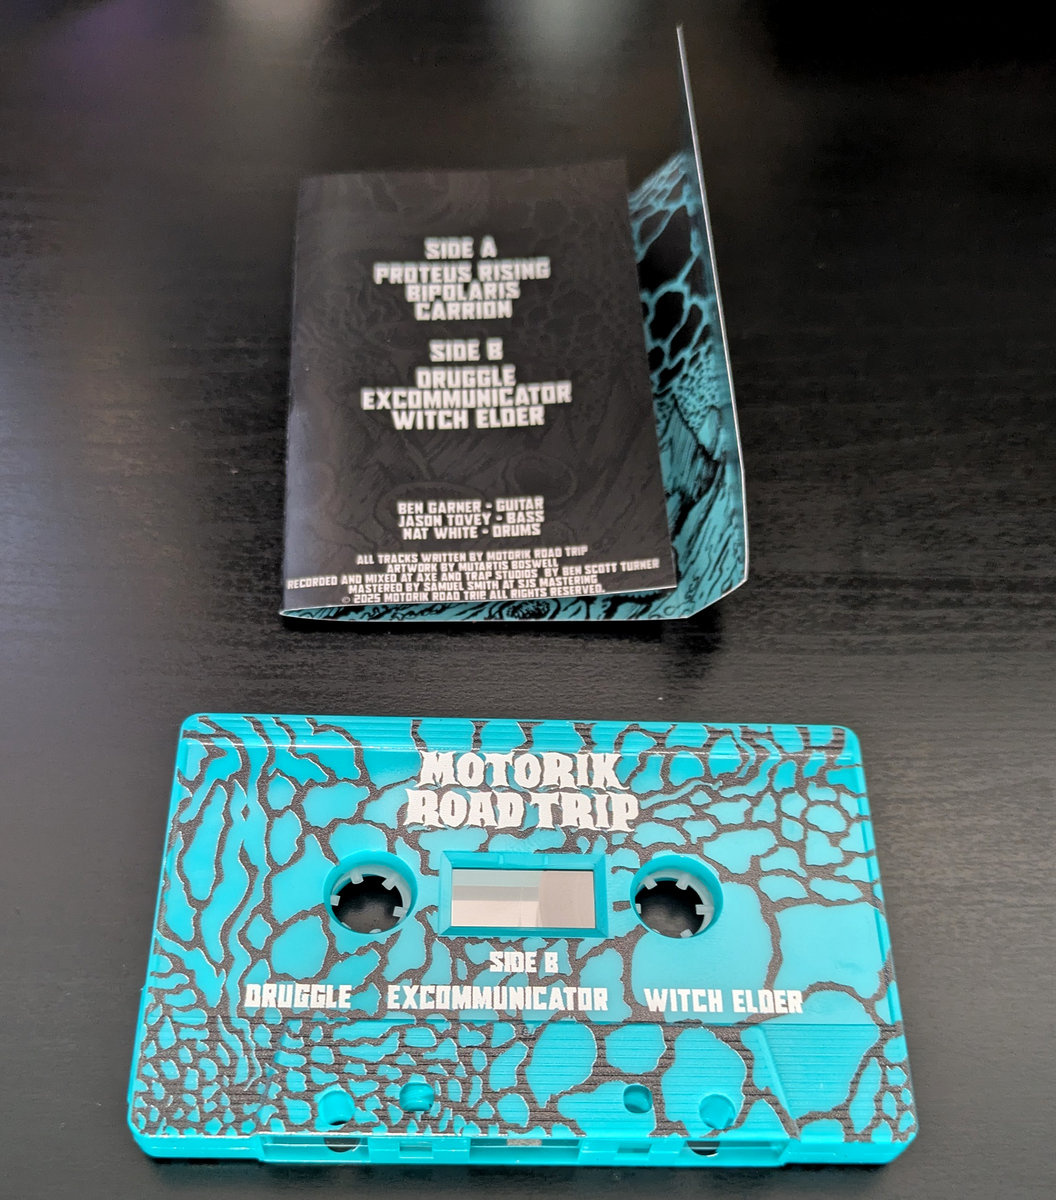 SIDE A
PROTEUS RISING
BIPOLARIS
CARRION
SIDE B
DRUGGLE
EXCOMMUNICATOR
WITCH ELDER
BEN GARNER - GUITAR
JASON TOVEY - BASS
NAT WHITE - DRUMS
ALL TRACKS WRITTEN BY MOTORIK ROAD TRIP
ARTWORK BY MUTARTIS BOSWELL
RECORDED AND MIXED AT AXE AND TRAP STUDIOS BY BEN SCOTT TURNER
MASTERED BY SAMUEL SMITH AT SJS MASTERING
© 2025 MOTORIK ROAD TRIP. ALL RIGHTS RESERVED.
MOTORIK
ROAD TRIP
SIDE B
DRUGGLE EXCOMMUNICATOR WITCH ELDER